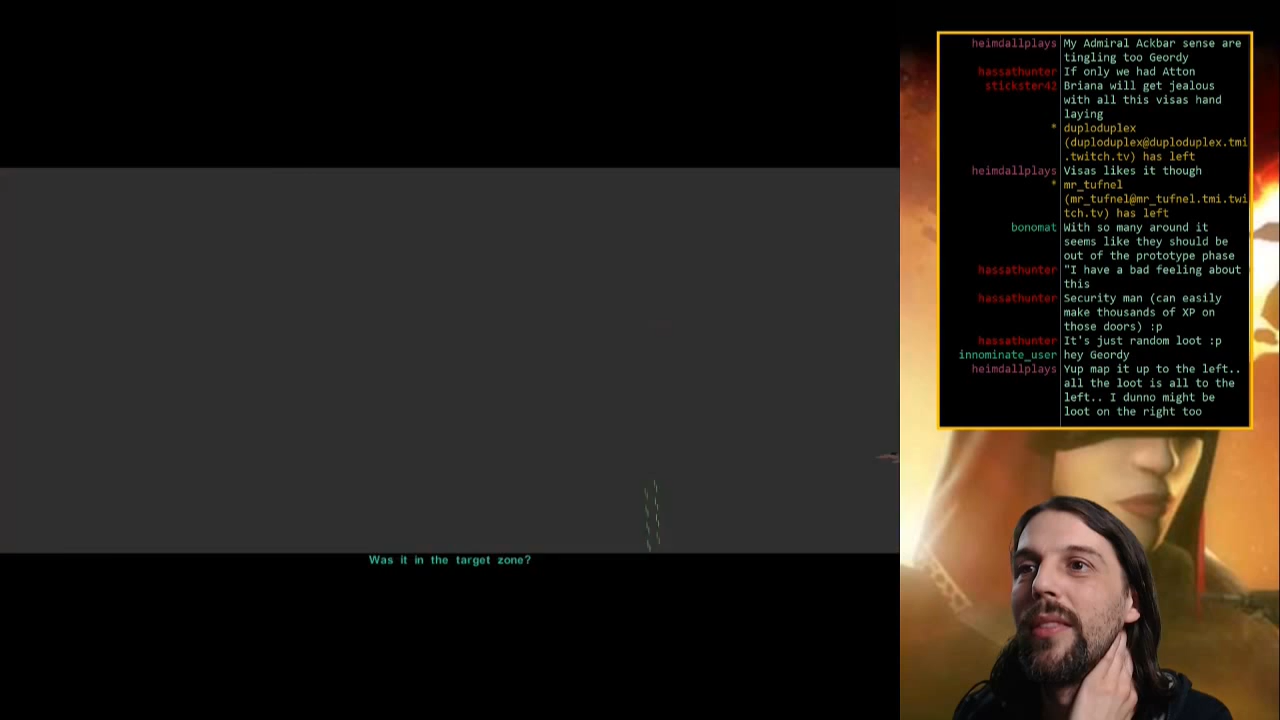 heimdallplays My Admiral Ackbar sense are
tingling too Geordy
hassathunter If only we had Atton
stickster42 Briana will get jealous
with all this visas hand
laying
* duploduplex
(duploduplex@duploduplex.tmi
.twitch.tv) has left
heimdallplays Visas likes it though
* mr_tufnel
(mr_tufnel@mr_tufnel.tmi.twi
tch.tv) has left
bonomat With so many around it
seems like they should be
out of the prototype phase
hassathunter "I have a bad feeling about
this
hassathunter Security man (can easily
make thousands of XP on
those doors) :p
hassathunter It's just random loot :p
innominate_user hey Geordy
heimdallplays Yup map it up to the left..
all the loot is all to the
left.. I dunno might be
loot on the right too
Was it in the target zone?